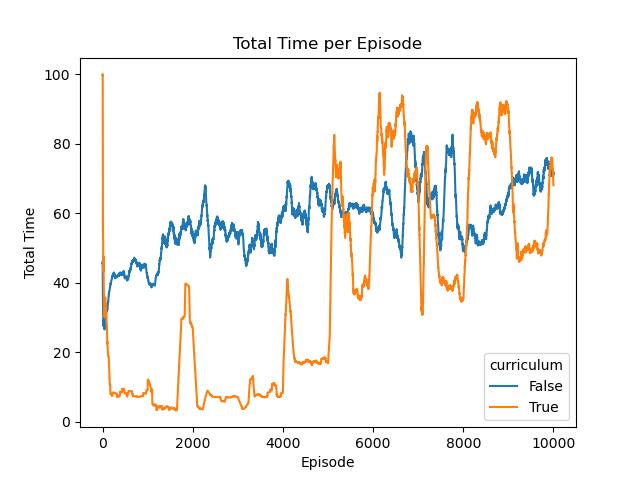 Total Time per Episode
100
80
60
40
20
0
Total Time
0 2000 4000 6000 8000 10000
Episode
curriculum
False
True